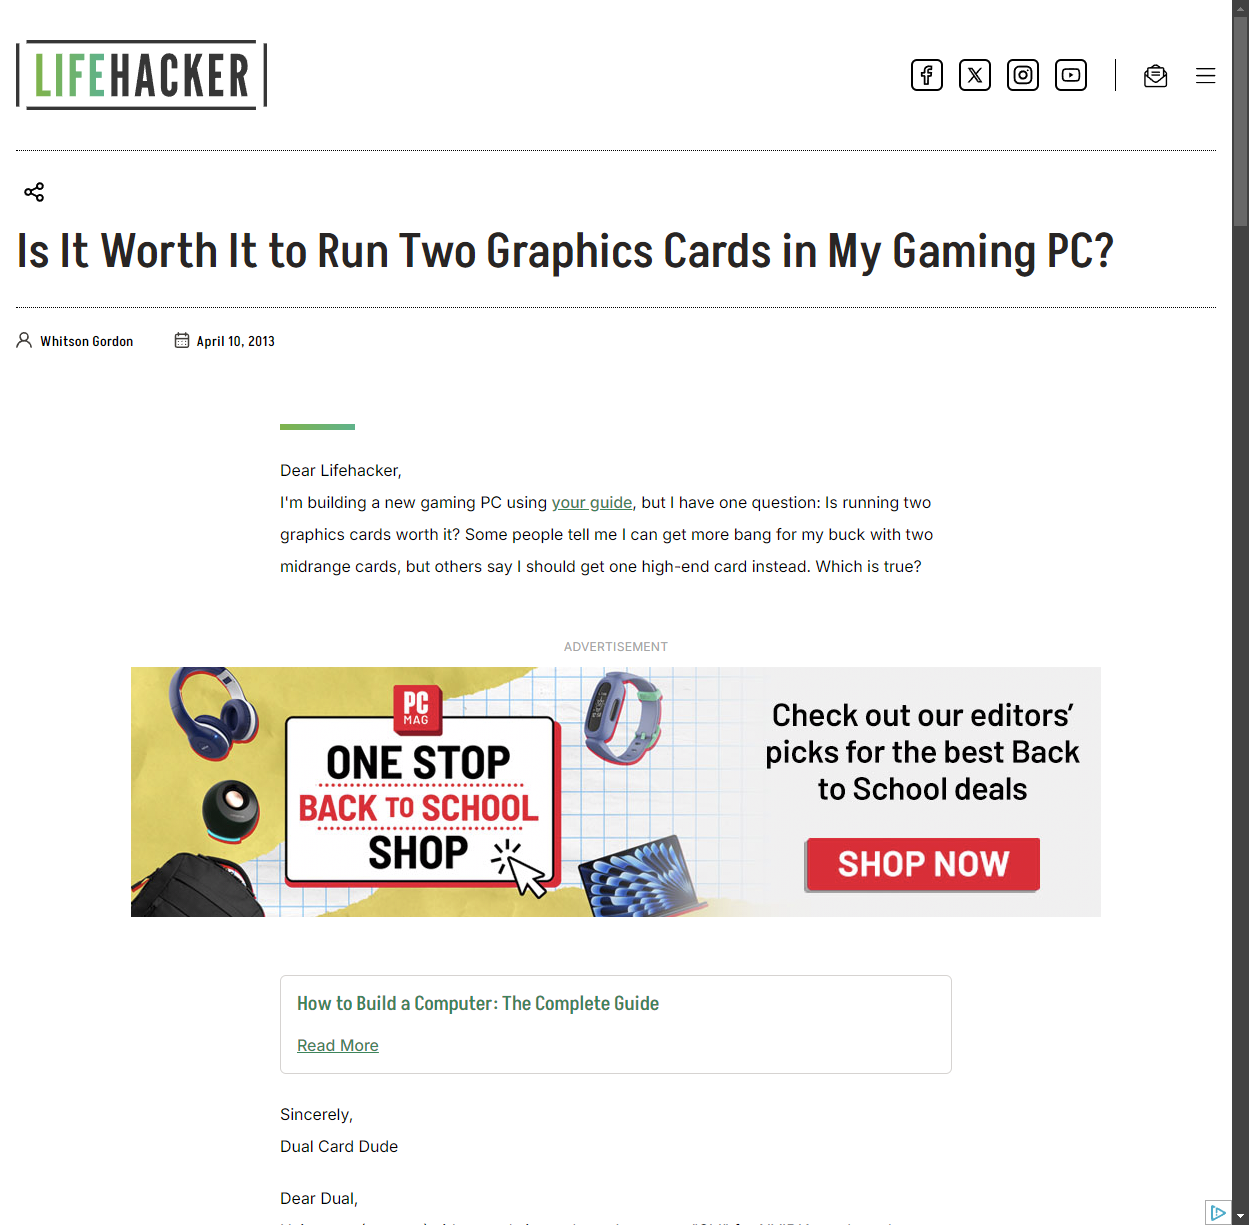 LIFEHACKER
Is It Worth It to Run Two Graphics Cards in My Gaming PC?
Whitson Gordon
April 10, 2013
Dear Lifehacker,
I'm building a new gaming PC using your guide, but I have one question: Is running two
graphics cards worth it? Some people tell me I can get more bang for my buck with two
midrange cards, but others say I should get one high-end card instead. Which is true?
ADVERTISEMENT
PC
MAG
ONE STOP
BACK TO SCHOOL
SHOP
Check out our editors’
picks for the best Back
to School deals
SHOP NOW
How to Build a Computer: The Complete Guide
Read More
Sincerely,
Dual Card Dude
Dear Dual,